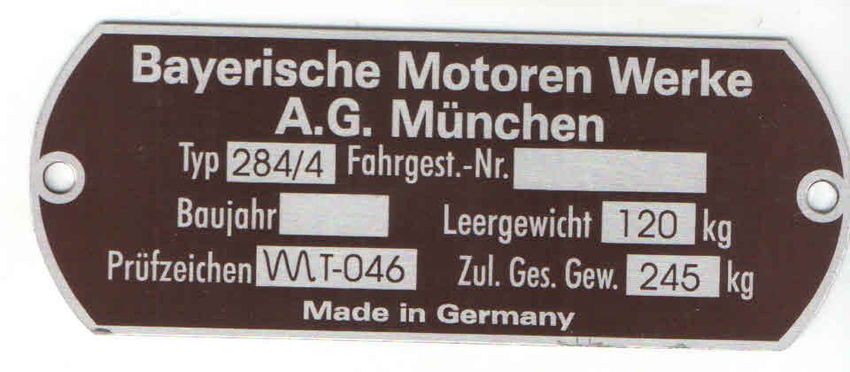 Bayerische Motoren Werke
A.G. München
Typ 284/4 Fahrgest.-Nr.
Baujahr Leergewicht 120 kg
Prüfzeichen T-046 Zul. Ges. Gew. 245 kg
Made in Germany